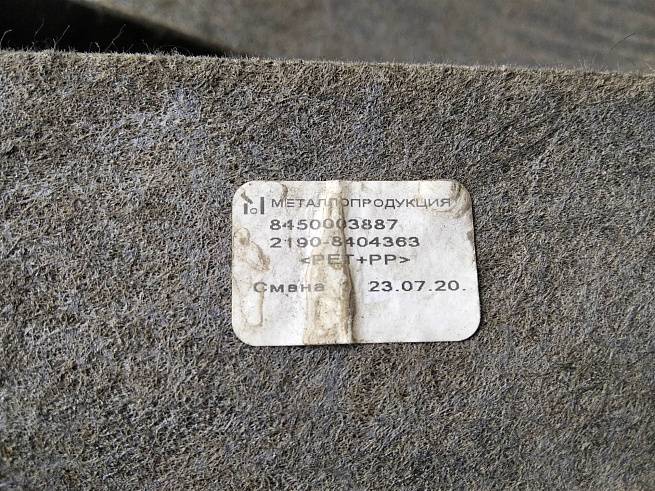 МЕТАЛЛОПРОДУКЦИЯ
8450003887
2190-8404363
<PET+PP>
Смена 23.07.20.